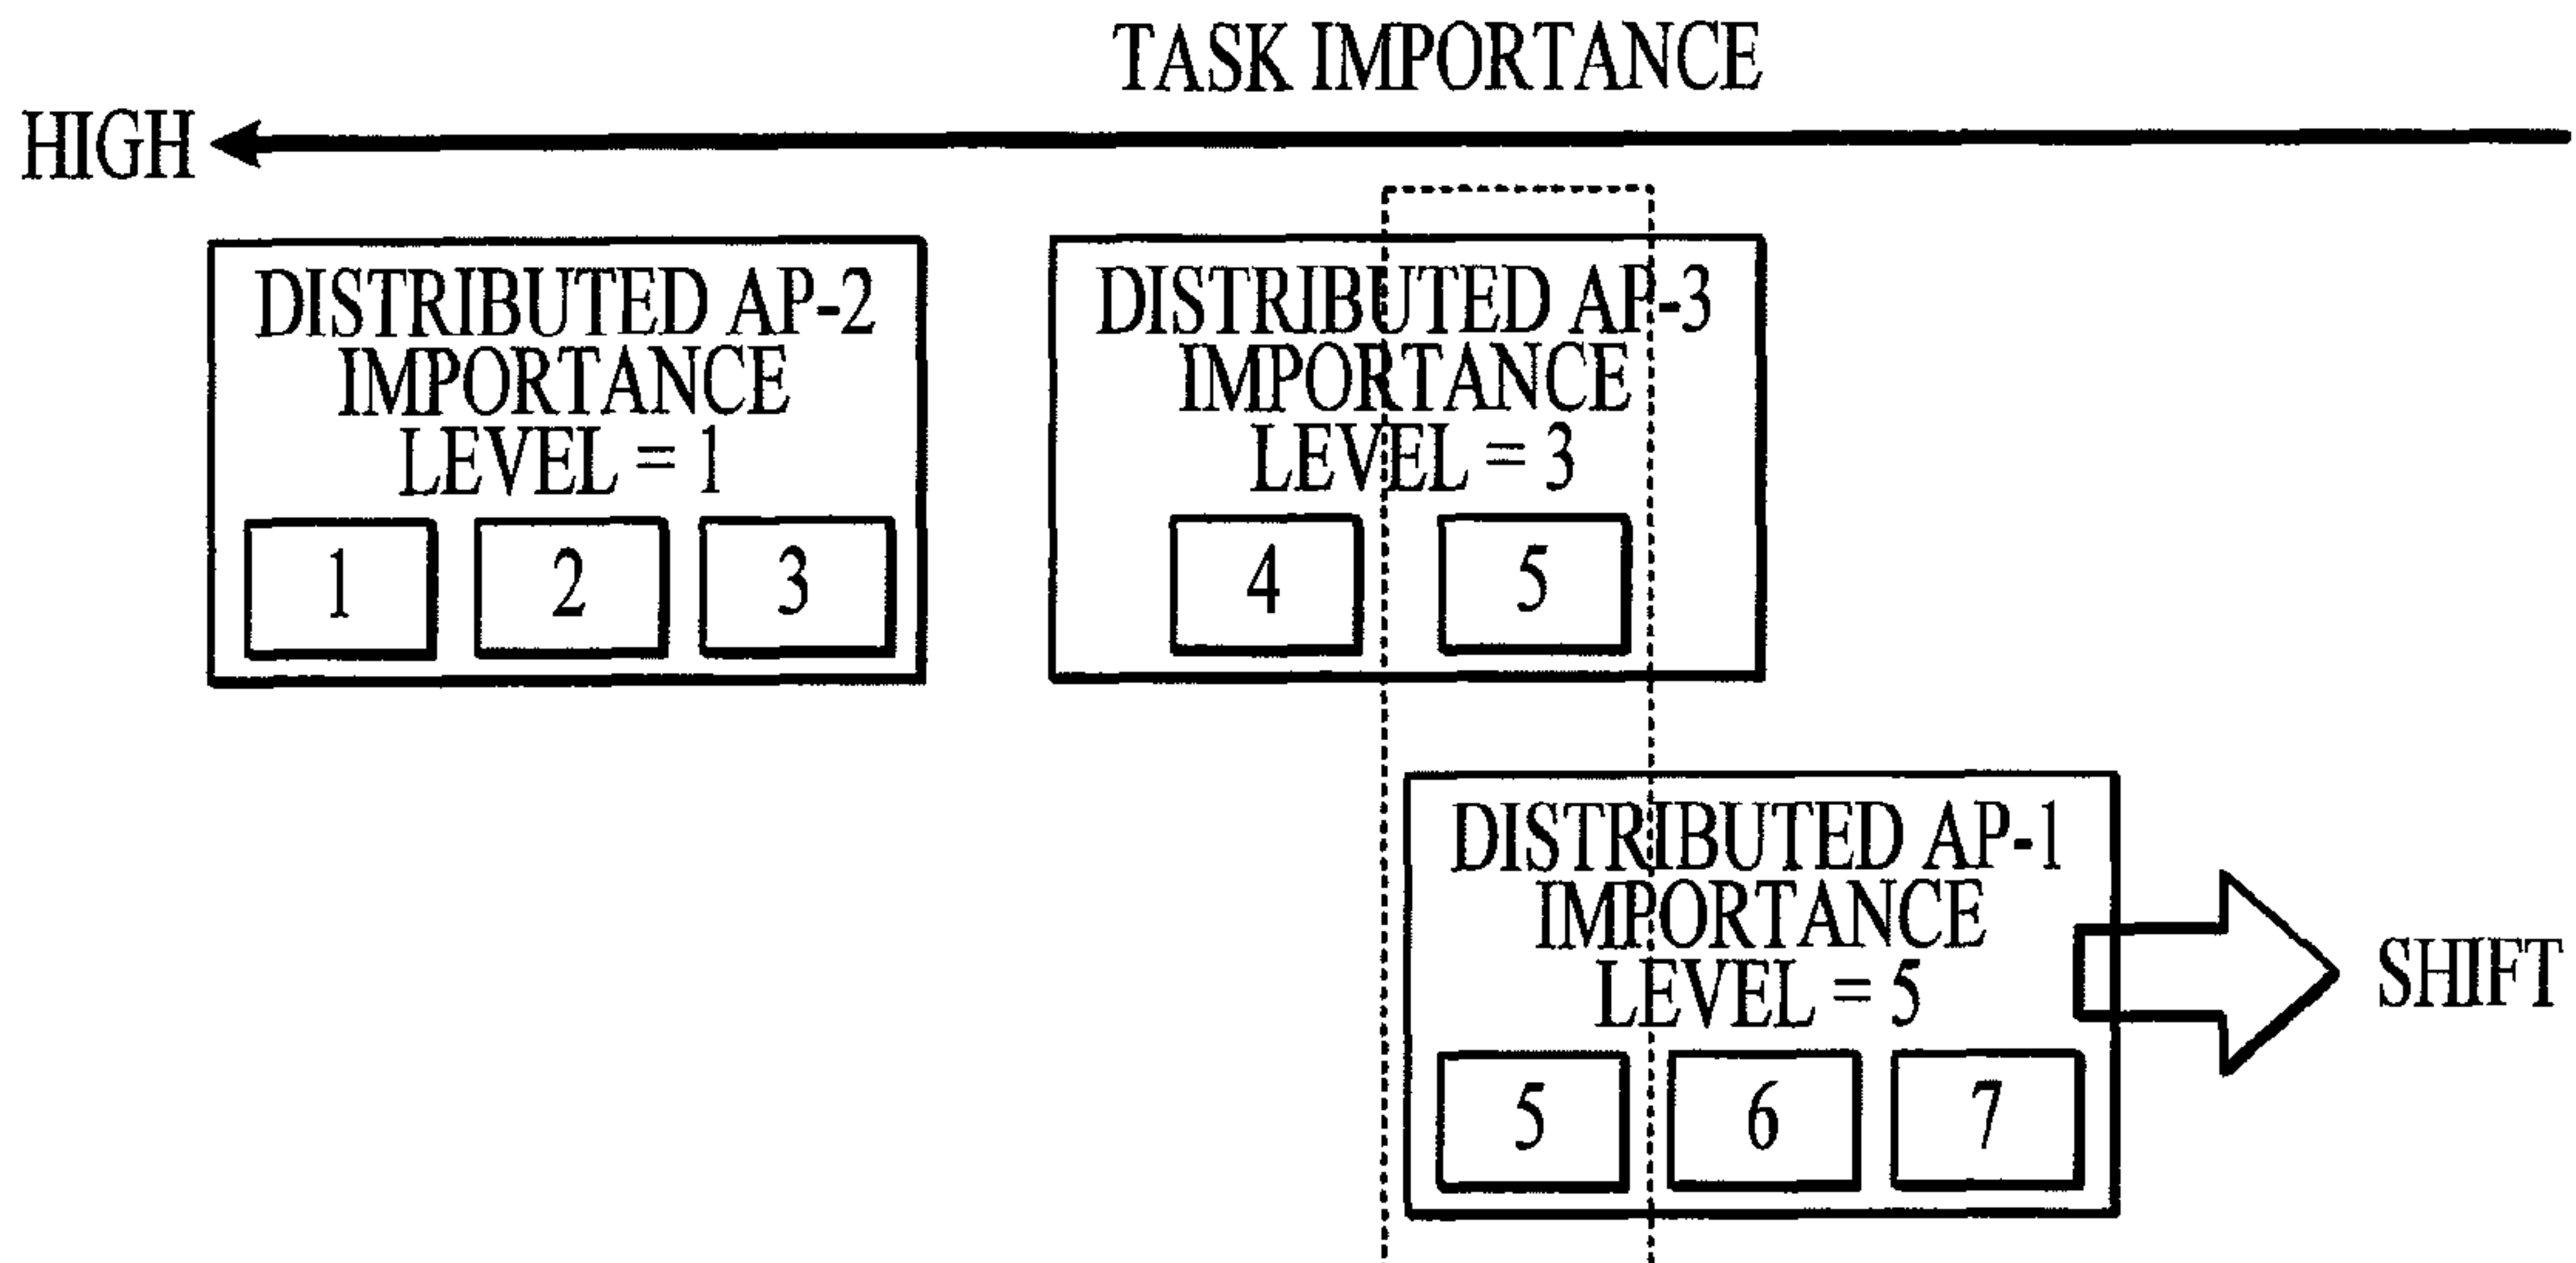 TASK IMPORTANCE
HIGH
DISTRIBUTED AP-2
IMPORTANCE
LEVEL = 1
1 2 3
DISTRIBUTED AP-3
IMPORTANCE
LEVEL = 3
4 5
DISTRIBUTED AP-1
IMPORTANCE
LEVEL = 5
5 6 7
SHIFT